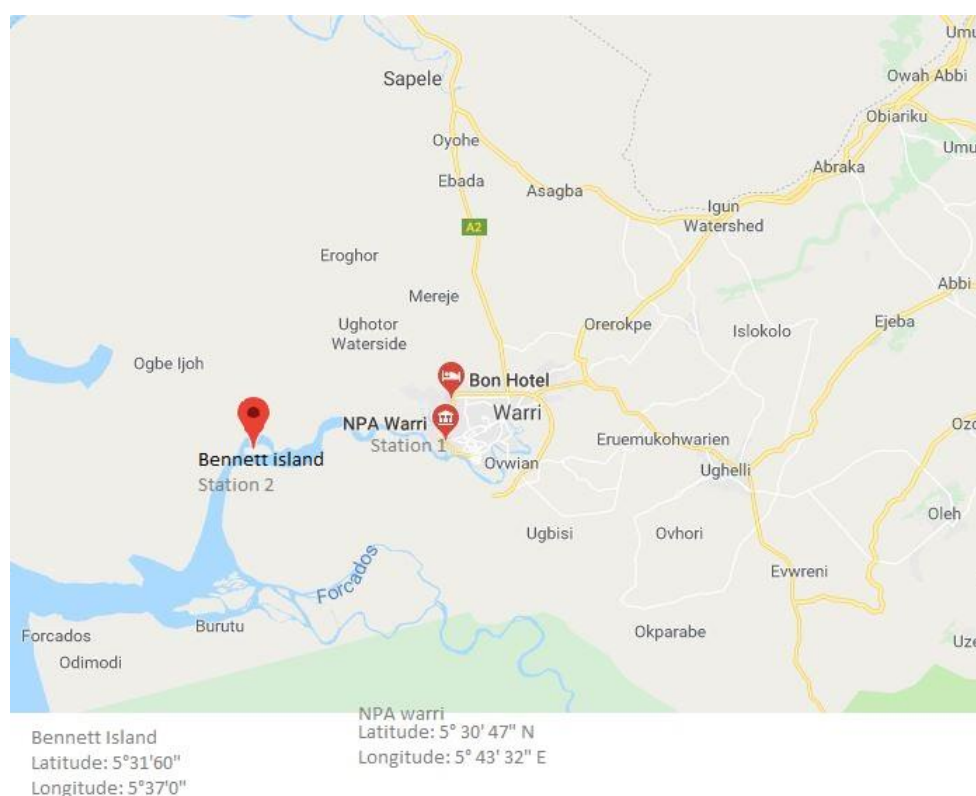 Umu
Sapele
Owah Abbi
Obiariku
Oyohe
Umu
Abraka
Ebada
Asagba
Igun
Watershed
A2
Eroghor
Abbi
Mereje
Ughotor
Waterside
Orerokpe
Islokolo
Ejeba
Ogbe Ijoh
Bon Hotel
NPA Warri
Warri
Station 1
Ozo
Eruemukohwarien
Bennett island
Ovwian
Ughelli
Station 2
Oleh
Ugbisi
Ovhori
Forcados
Evwreni
Burutu
Okparabe
Forcados
Uze
Odimodi
NPA warri
Latitude: 5° 30' 47" N
Longitude: 5° 43' 32" E
Bennett Island
Latitude: 5°31'60"
Longitude: 5°37'0"